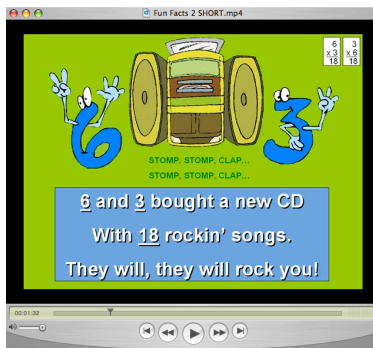 Fun Facts 2 SHORT.mp4
6 3
x 3 x 6
18 18
STOMP, STOMP, CLAP...
STOMP, STOMP, CLAP...
6 and 3 bought a new CD
With 18 rockin' songs.
They will, they will rock you!
00:01:32